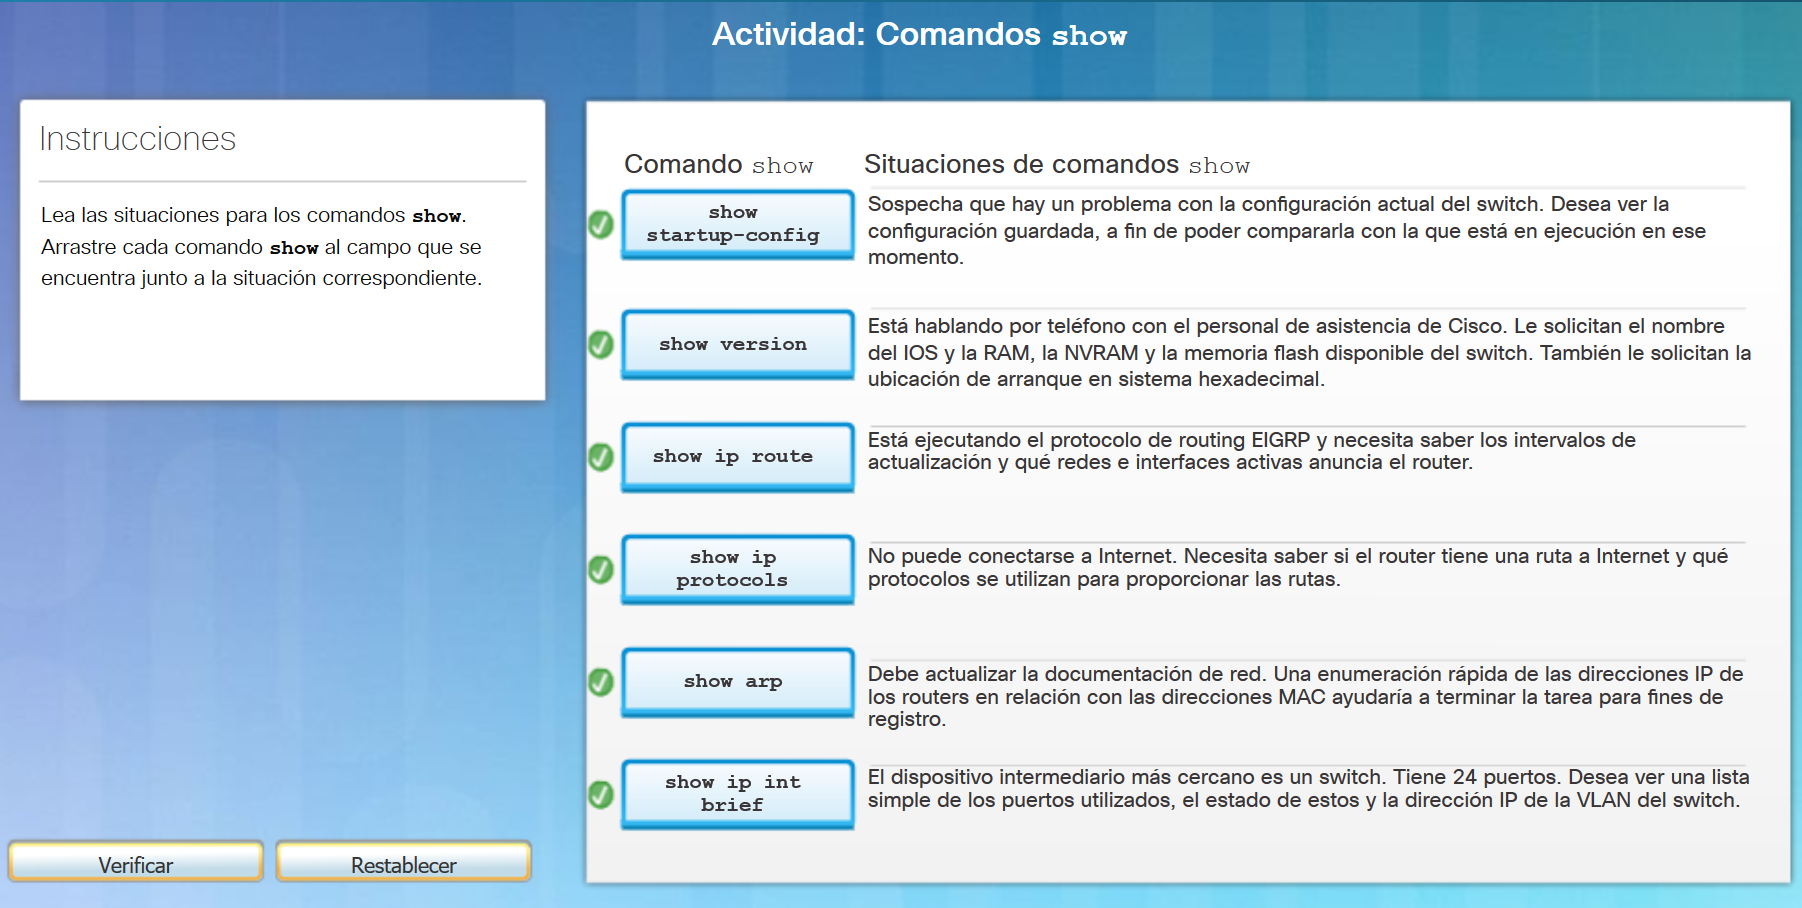 Actividad: Comandos show
Instrucciones
Lea las situaciones para los comandos show.
Arrastre cada comando show al campo que se
encuentra junto a la situación correspondiente.
Comando show
Situaciones de comandos show
show
startup-config
Sospecha que hay un problema con la configuración actual del switch. Desea ver la
configuración guardada, a fin de poder compararla con la que está en ejecución en ese
momento.
show version
Está hablando por teléfono con el personal de asistencia de Cisco. Le solicitan el nombre
del IOS y la RAM, la NVRAM y la memoria flash disponible del switch. También le solicitan la
ubicación de arranque en sistema hexadecimal.
show ip route
Está ejecutando el protocolo de routing EIGRP y necesita saber los intervalos de
actualización y qué redes e interfaces activas anuncia el router.
show ip
protocols
No puede conectarse a Internet. Necesita saber si el router tiene una ruta a Internet y qué
protocolos se utilizan para proporcionar las rutas.
show arp
Debe actualizar la documentación de red. Una enumeración rápida de las direcciones IP de
los routers en relación con las direcciones MAC ayudaría a terminar la tarea para fines de
registro.
show ip int
brief
El dispositivo intermediario más cercano es un switch. Tiene 24 puertos. Desea ver una lista
simple de los puertos utilizados, el estado de estos y la dirección IP de la VLAN del switch.
Verificar
Restablecer